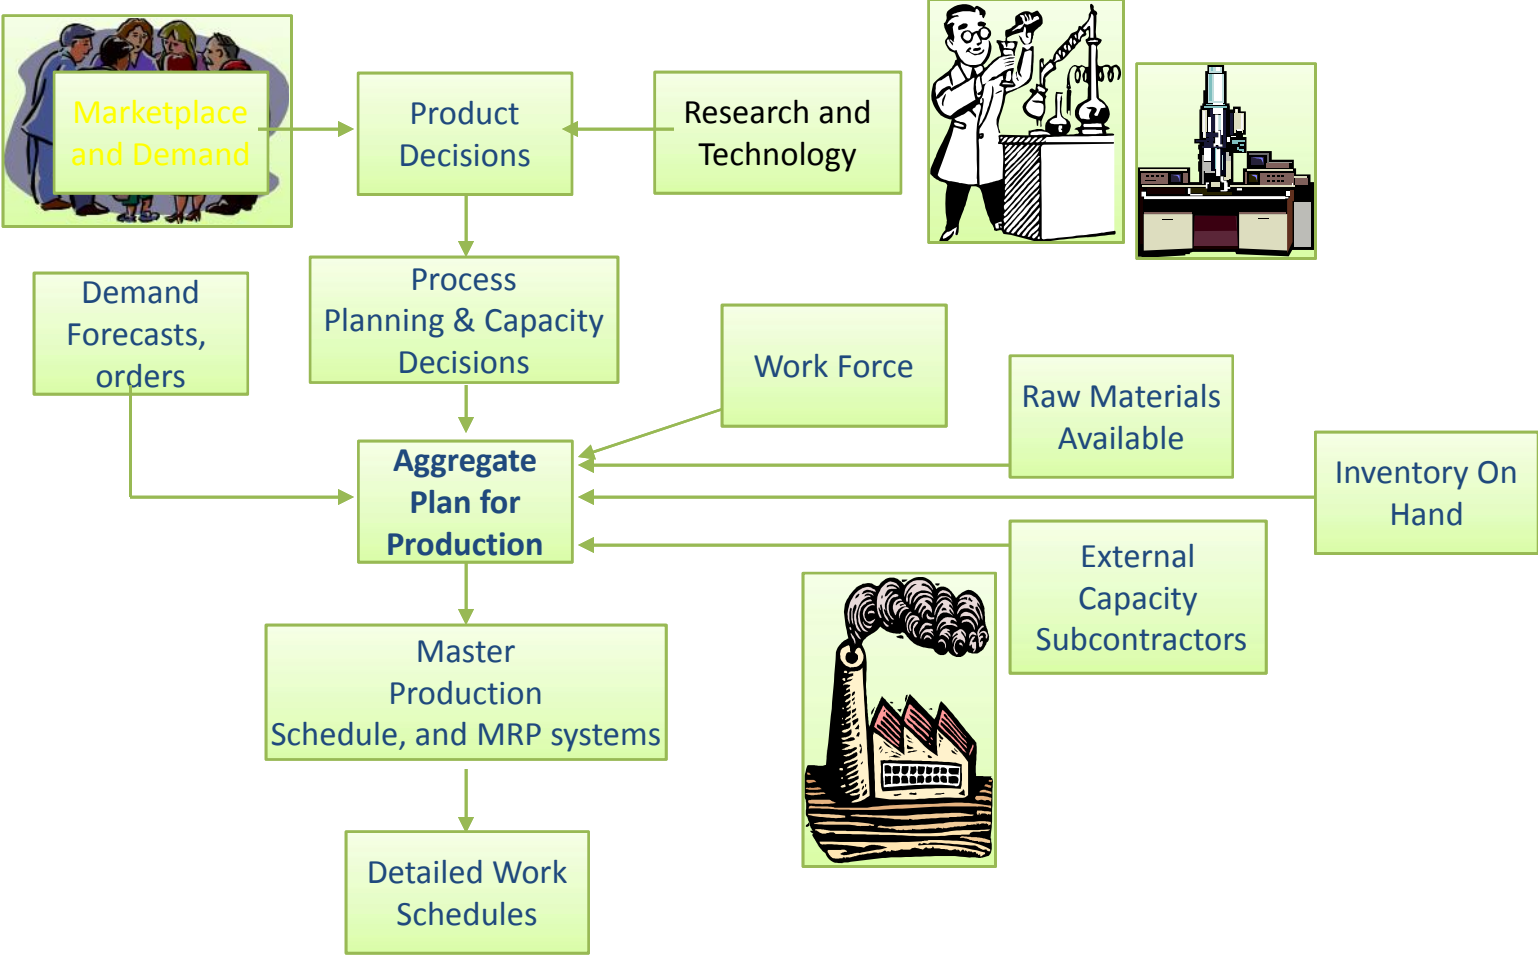 Marketplace
and Demand
Product
Decisions
Research and
Technology
Process
Planning & Capacity
Decisions
Demand
Forecasts,
orders
Work Force
Raw Materials
Available
Aggregate
Plan for
Production
Inventory On
Hand
External
Capacity
Subcontractors
Master
Production
Schedule, and MRP systems
Detailed Work
Schedules